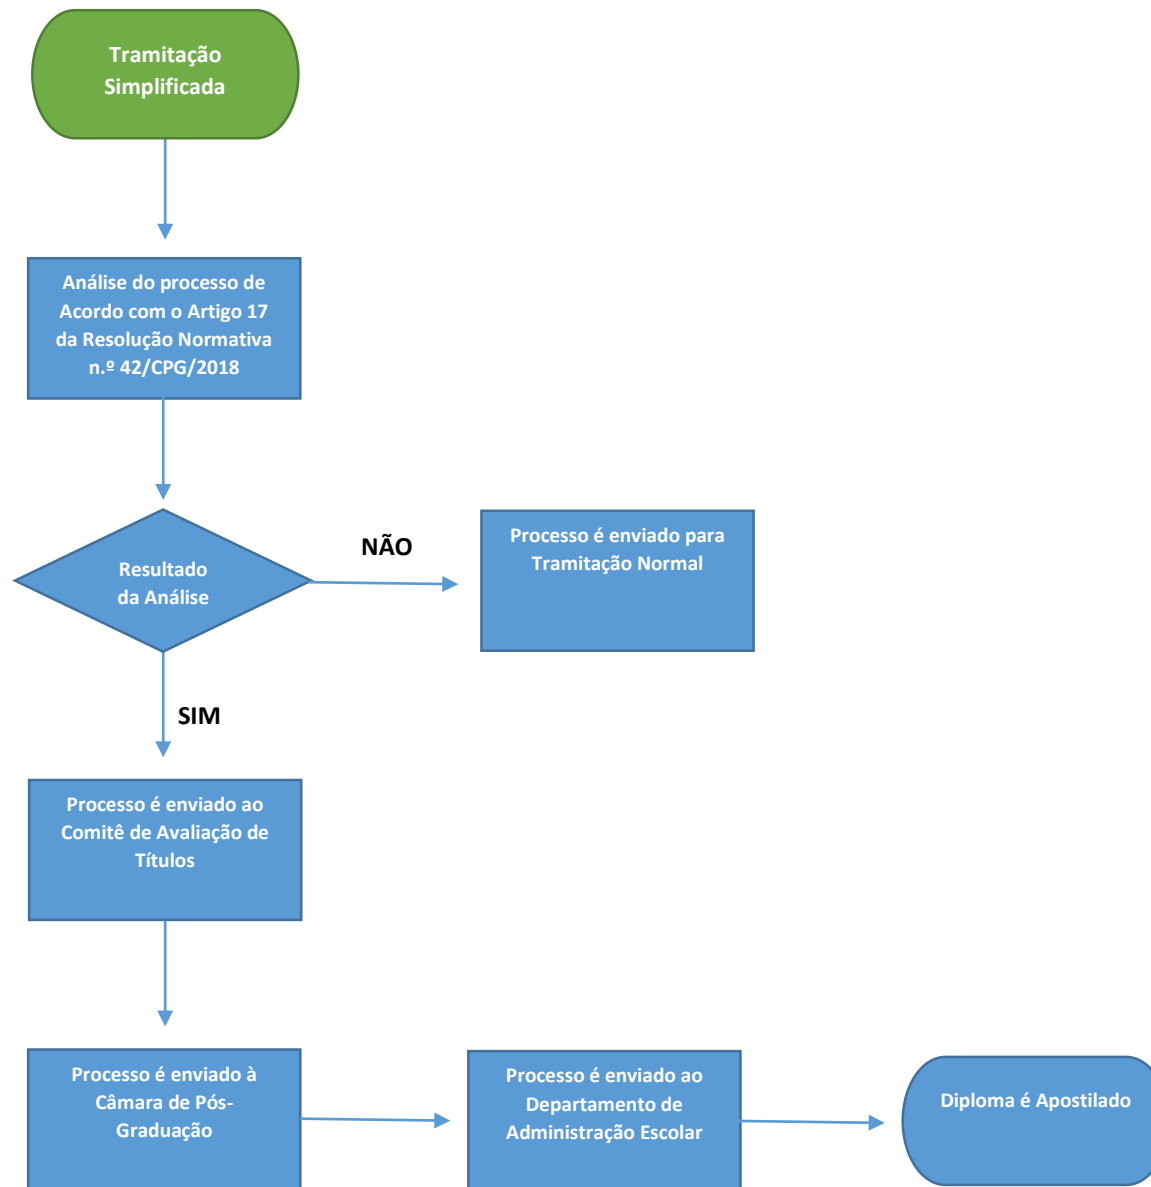 Tramitação
Simplificada
Análise do processo de
Acordo com o Artigo 17
da Resolução Normativa
n.º 42/CPG/2018
Resultado
da Análise
NÃO
Processo é enviado para
Tramitação Normal
SIM
Processo é enviado ao
Comitê de Avaliação de
Títulos
Processo é enviado à
Câmara de Pós-
Graduação
Processo é enviado ao
Departamento de
Administração Escolar
Diploma é Apostilado